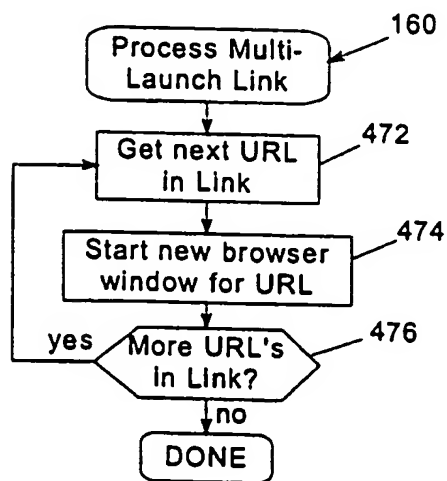 160
Process Multi-
Launch Link
472
Get next URL
in Link
474
Start new browser
window for URL
476
yes
More URL's
in Link?
no
DONE